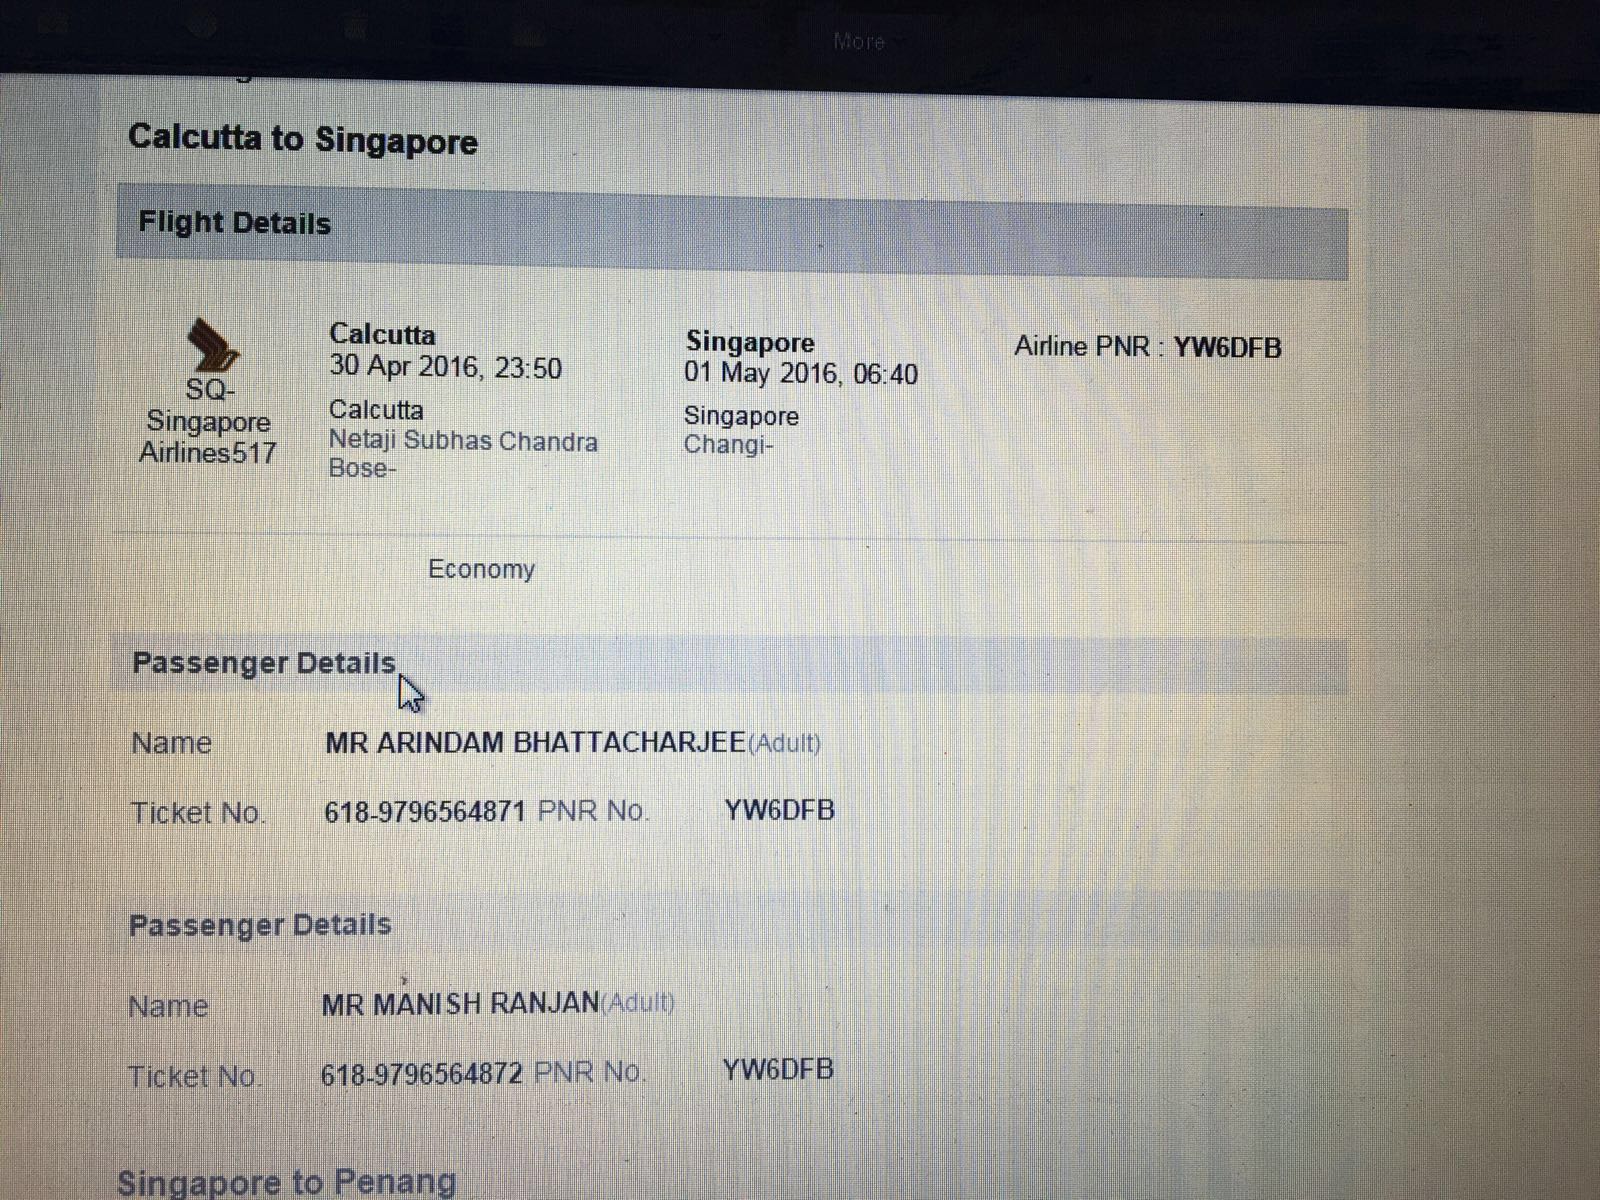 More
Calcutta to Singapore
Flight Details
SQ-
Singapore
Airlines517
Calcutta
30 Apr 2016, 23:50
Calcutta
Netaji Subhas Chandra
Bose-
Singapore
01 May 2016, 06:40
Singapore
Changi-
Airline PNR : YW6DFB
Economy
Passenger Details
Name MR ARINDAM BHATTACHARJEE(Adult)
Ticket No. 618-9796564871 PNR No. YW6DFB
Passenger Details
Name MR MANISH RANJAN(Adult)
Ticket No. 618-9796564872 PNR No. YW6DFB
Singapore to Penang